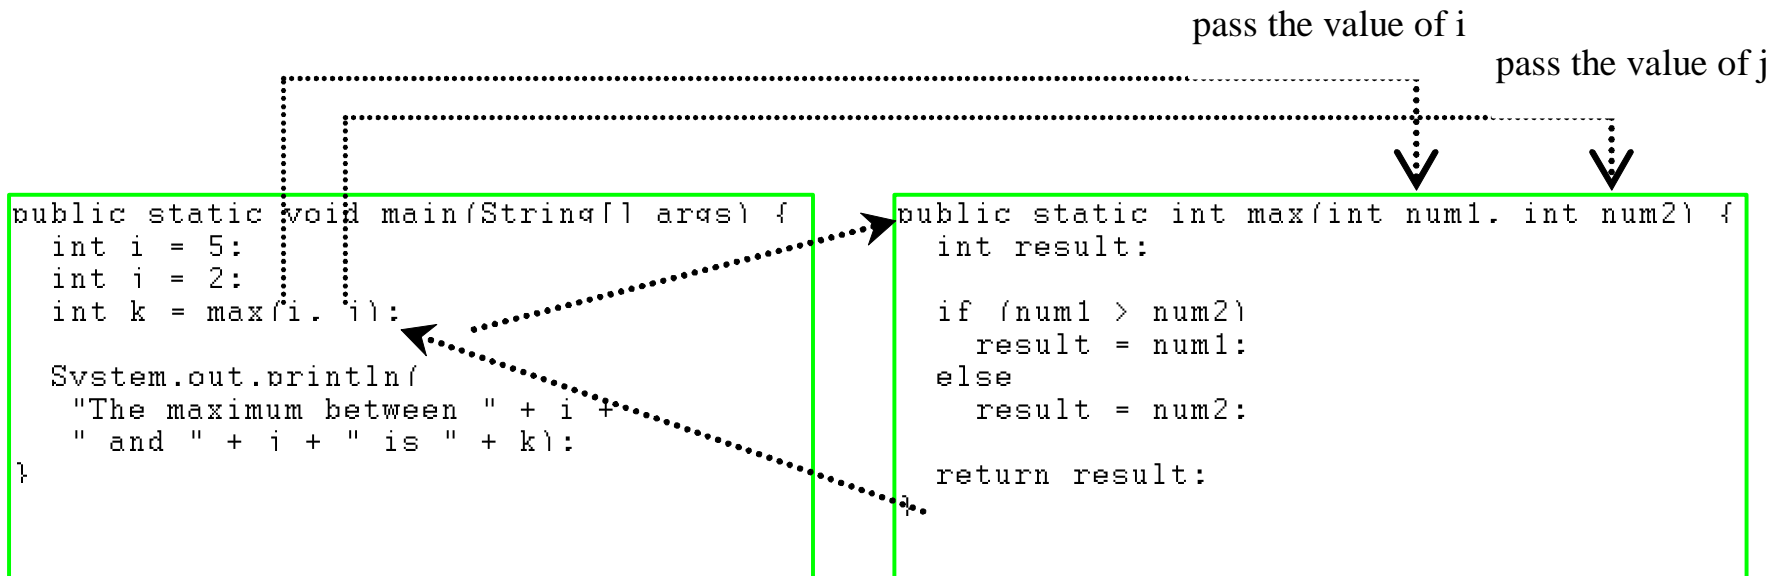 pass the value of i
pass the value of j
public static void main(String[] args) {
int i = 5;
int j = 2;
int k = max(i, j);
System.out.println(
"The maximum between " + i +
" and " + j + " is " + k);
}
public static int max(int num1, int num2) {
int result;
if (num1 > num2)
result = num1;
else
result = num2;
return result;
}